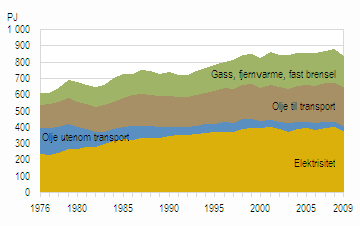 PJ
1 000
900
800
700
600
500
400
300
200
100
0
Gass, fjernvarme, fast brensel
Olje til transport
Olje utenom transport
Elektrisitet
1976 1980 1985 1990 1995 2000 2005 2009